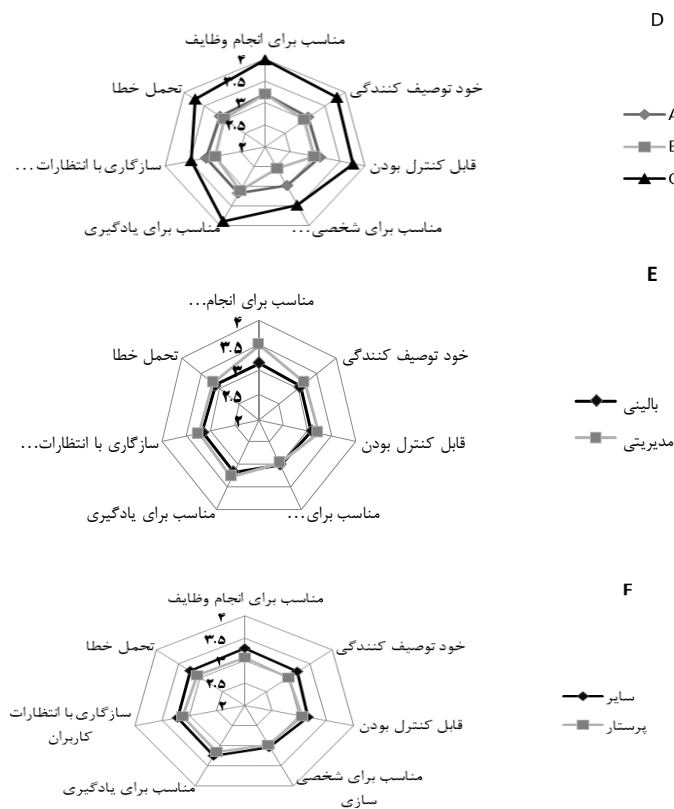 D
مناسب برای انجام وظایف
خود توصیف کنندگی
قابل کنترل بودن
مناسب برای شخصی...
مناسب برای یادگیری
سازگاری با انتظارات...
تحمل خطا
۴
۳.۵
۳
۲.۵
۲
A
B
E
مناسب برای انجام...
خود توصیف کنندگی
قابل کنترل بودن
مناسب برای...
مناسب برای یادگیری
سازگاری با انتظارات...
تحمل خطا
۴
۳.۵
۳
۲.۵
۲
بالینی
مدیریتی
F
مناسب برای انجام وظایف
خود توصیف کنندگی
قابل کنترل بودن
مناسب برای شخصی
سازی
مناسب برای یادگیری
سازگاری با انتظارات
کاربران
تحمل خطا
۴
۳.۵
۳
۲.۵
۲
سایر
پرستار